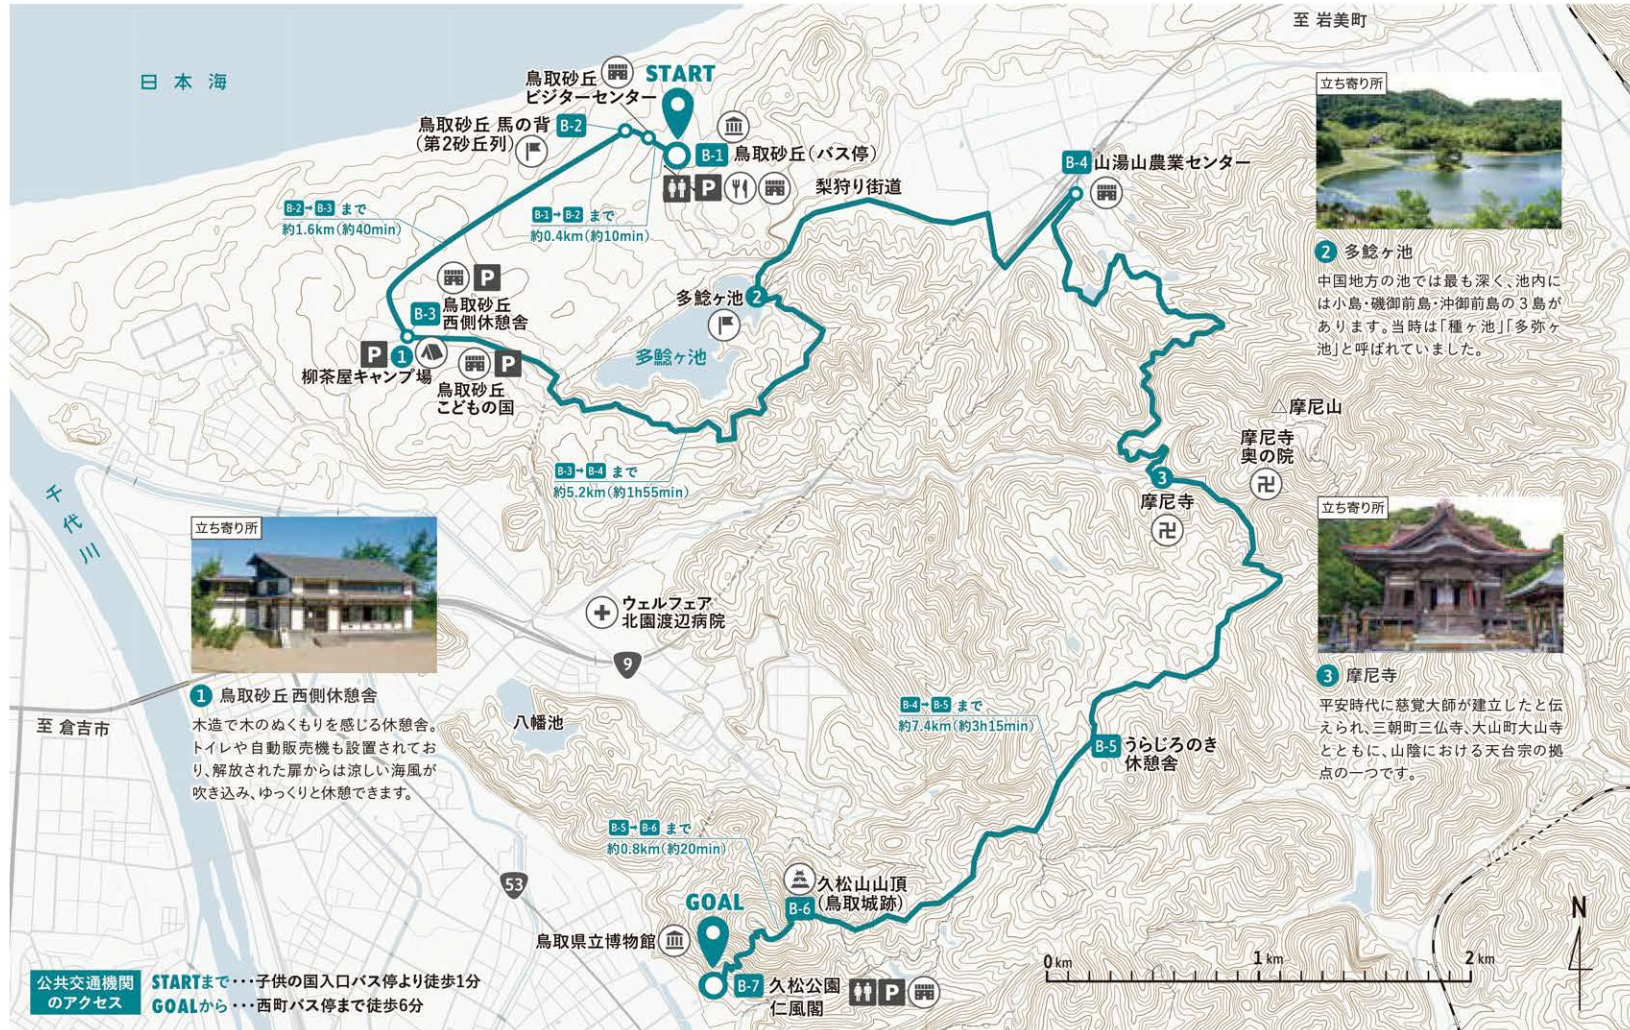 至 岩美町
日本海
鳥取砂丘
ビジターセンター
START
鳥取砂丘 馬の背
(第2砂丘列)
B-2
B-1 鳥取砂丘(バス停)
P
梨狩り街道
B-4 山湯山農業センター
B-2→B-3 まで
約1.6km(約40min)
B-1→B-2 まで
約0.4km(約10min)
P
B-3 鳥取砂丘
西側休憩舎
P 1
柳茶屋キャンプ場
P
鳥取砂丘
こどもの国
多鯰ヶ池 2
多鯰ヶ池
B-3→B-4 まで
約5.2km(約1h55min)
立ち寄り所
2 多鯰ヶ池
中国地方の池では最も深く、池内に
は小島・磯御前島・沖御前島の3島が
あります。当時は「種ヶ池」「多弥ヶ
池」と呼ばれていました。
△摩尼山
摩尼寺
奥の院
卍
3
摩尼寺
卍
千代川
立ち寄り所
1 鳥取砂丘 西側休憩舎
木造で木のぬくもりを感じる休憩舎。
トイレや自動販売機も設置されてお
り、解放された扉からは涼しい海風が
吹き込み、ゆっくりと休憩できます。
至 倉吉市
ウェルフェア
北園渡辺病院
9
八幡池
立ち寄り所
3 摩尼寺
平安時代に慈覚大師が建立したと伝
えられ、三朝町三仏寺、大山町大山寺
とともに、山陰における天台宗の拠
点の一つです。
B-4→B-5 まで
約7.4km(約3h15min)
B-5 うらじろのき
休憩舎
B-5→B-6 まで
約0.8km(約20min)
53
久松山山頂
(鳥取城跡)
B-6
GOAL
鳥取県立博物館
B-7 久松公園
仁風閣
P
N
0 km 1 km 2 km
公共交通機関
のアクセス
STARTまで・・・子供の国入口バス停より徒歩1分
GOALから・・・西町バス停まで徒歩6分